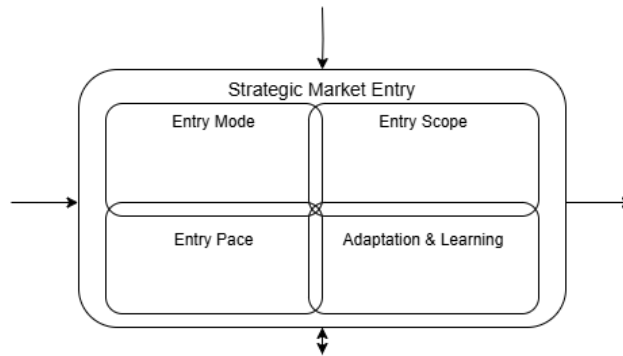 Strategic Market Entry
Entry Mode
Entry Scope
Entry Pace
Adaptation & Learning